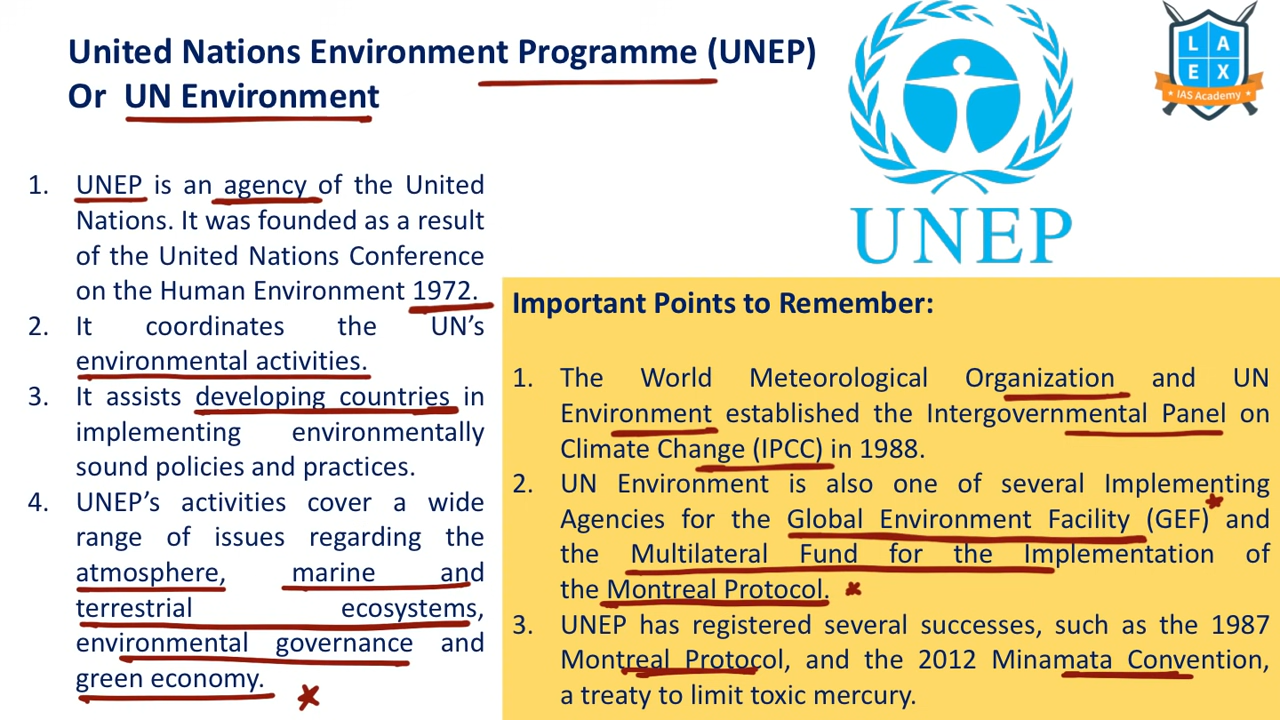 United Nations Environment Programme (UNEP)
Or UN Environment
UNEP
L A
E X
IAS Academy
1. UNEP is an agency of the United
Nations. It was founded as a result
of the United Nations Conference
on the Human Environment 1972.
2. It coordinates the UN’s
environmental activities.
3. It assists developing countries in
implementing environmentally
sound policies and practices.
4. UNEP’s activities cover a wide
range of issues regarding the
atmosphere, marine and
terrestrial ecosystems,
environmental governance and
green economy.
Important Points to Remember:
1. The World Meteorological Organization and UN
Environment established the Intergovernmental Panel on
Climate Change (IPCC) in 1988.
2. UN Environment is also one of several Implementing
Agencies for the Global Environment Facility (GEF) and
the Multilateral Fund for the Implementation of
the Montreal Protocol.
3. UNEP has registered several successes, such as the 1987
Montreal Protocol, and the 2012 Minamata Convention,
a treaty to limit toxic mercury.